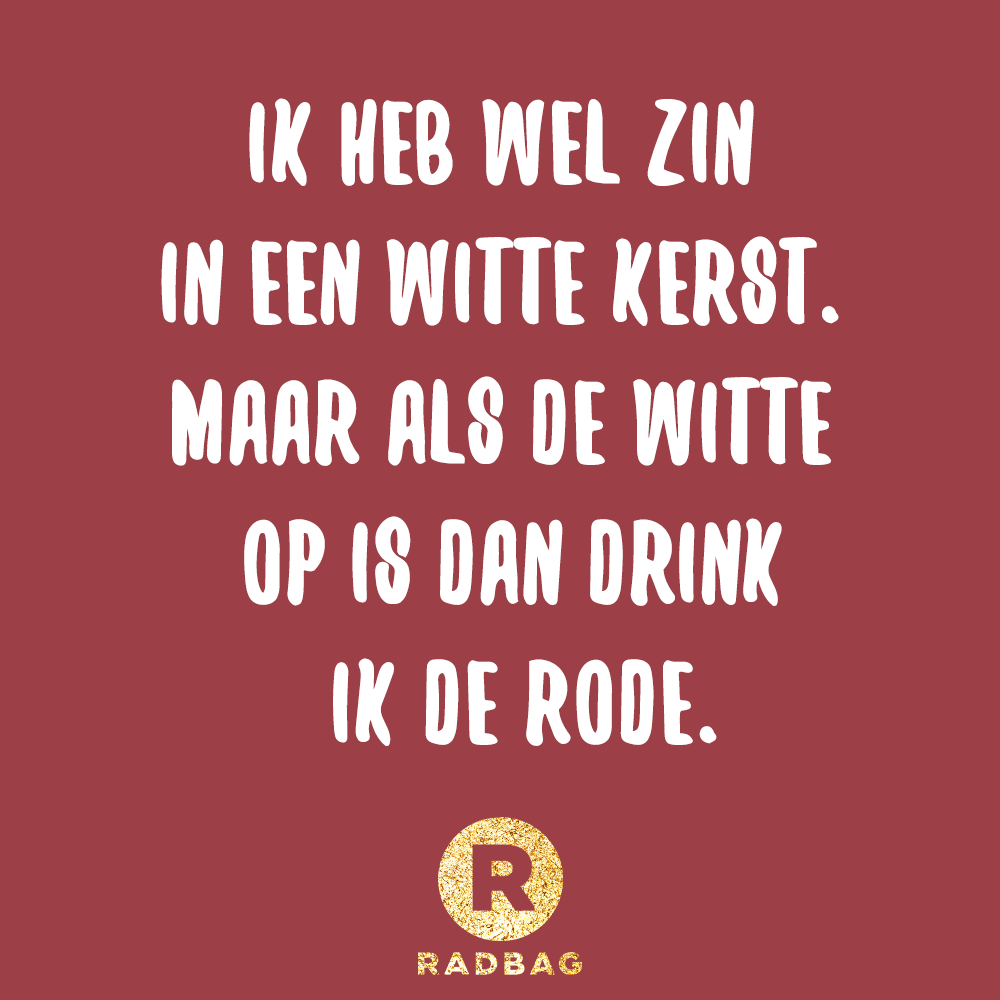 IK HEB WEL ZIN
IN EEN WITTE KERST.
MAAR ALS DE WITTE
OP IS DAN DRINK
IK DE RODE.
R
RADBAG